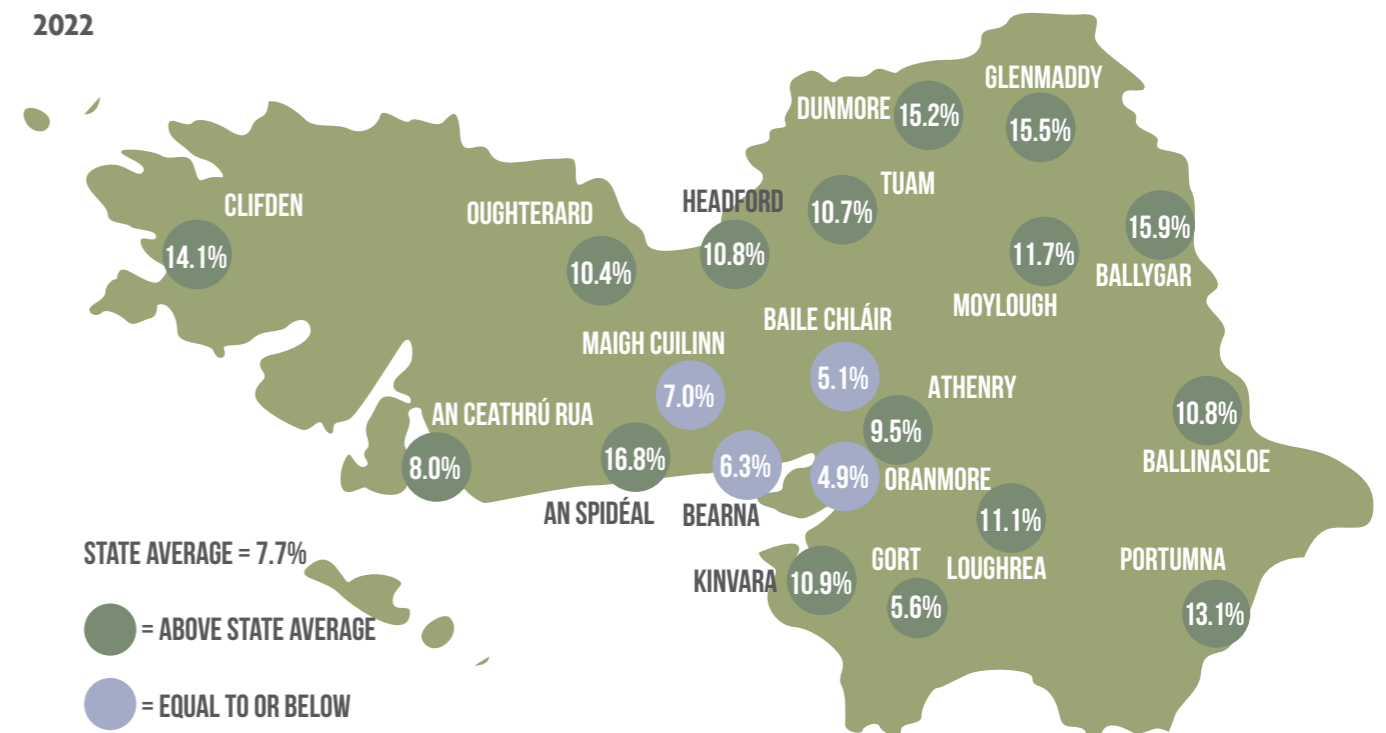 2022
GLENMADDY
DUNMORE
15.2%
15.5%
TUAM
HEADFORD
CLIFDEN
OUGHTERARD
10.7%
15.9%
14.1%
10.4%
10.8%
11.7%
BALLYGAR
MOYLOUGH
BAILE CHLÁIR
MAIGH CUILINN
5.1%
ATHENRY
7.0%
AN CEATHRÚ RUA
10.8%
9.5%
BALLINASLOE
8.0%
16.8%
6.3%
4.9%
ORANMORE
AN SPIDÉAL
BEARNA
11.1%
STATE AVERAGE = 7.7%
GORT
LOUGHREA
PORTUMNA
KINVARA
10.9%
5.6%
13.1%
= ABOVE STATE AVERAGE
= EQUAL TO OR BELOW